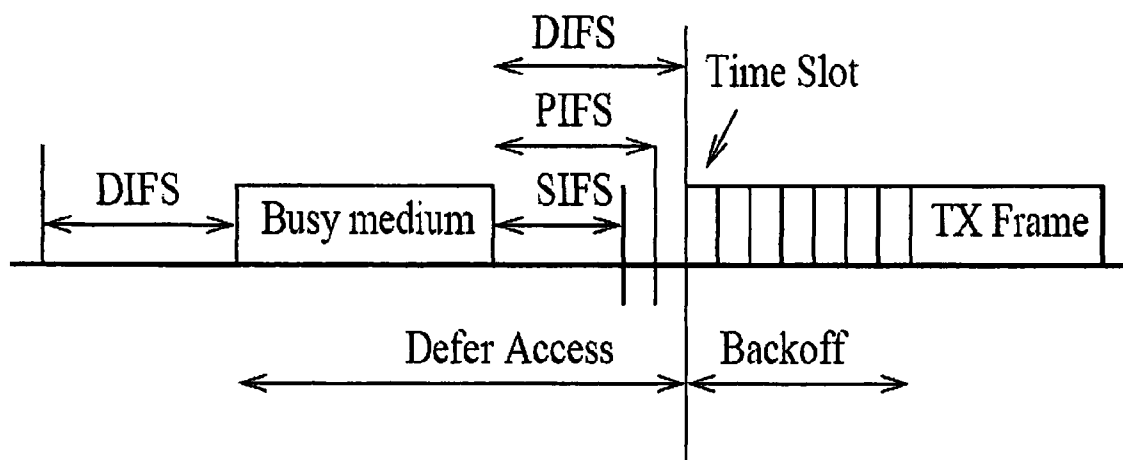 DIFS
Time Slot
PIFS
DIFS
SIFS
Busy medium
TX Frame
Defer Access
Backoff